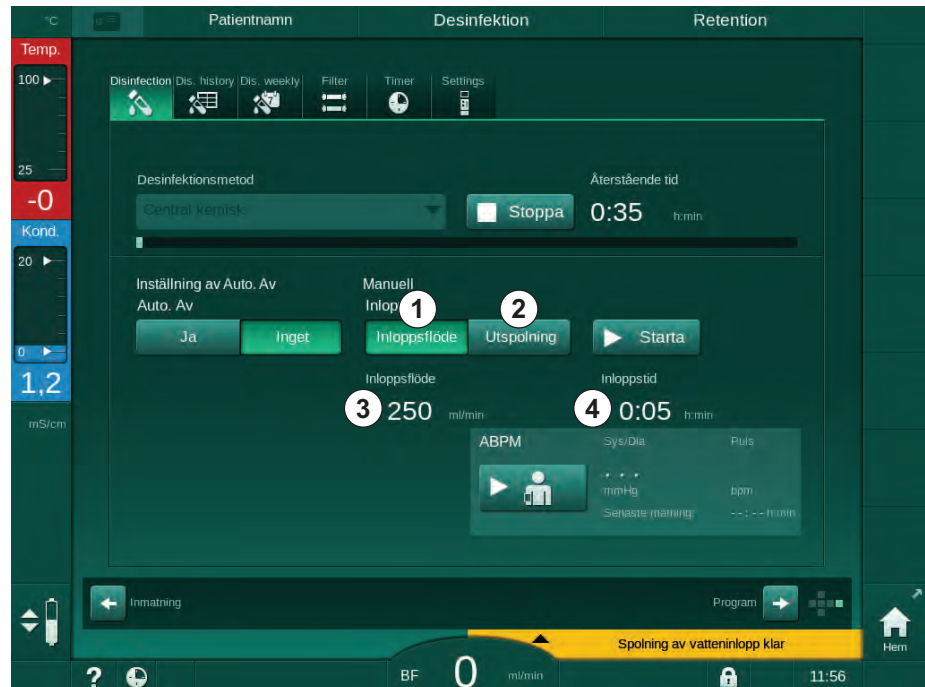 °C Patientnamn Desinfektion Retention
Temp.
100
25
-0
Kond.
20
0
1,2
mS/cm
Disinfection Dis. history Dis. weekly Filter Timer Settings
Desinfektionsmetod
Central kemisk
Stoppa
Återstående tid
0:35 h:min
Inställning av Auto. Av
Auto. Av
Ja Inget
Manuell
1 2
Inloppsflöde Utspolning Starta
Inloppsflöde Inloppstid
3 250 ml/min 4 0:05 h:min
ABPM Sys/Dia Puls
mmHg bpm
Senaste mätning --:-- h:min
Inmatning Program
Hem
Spolning av vatteninlopp klar
? BF 0 ml/min 11:56